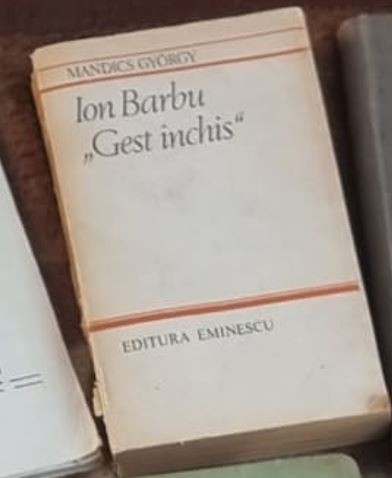 MANDICS GYÖRGY
Ion Barbu
„Gest inchis“
EDITURA EMINESCU